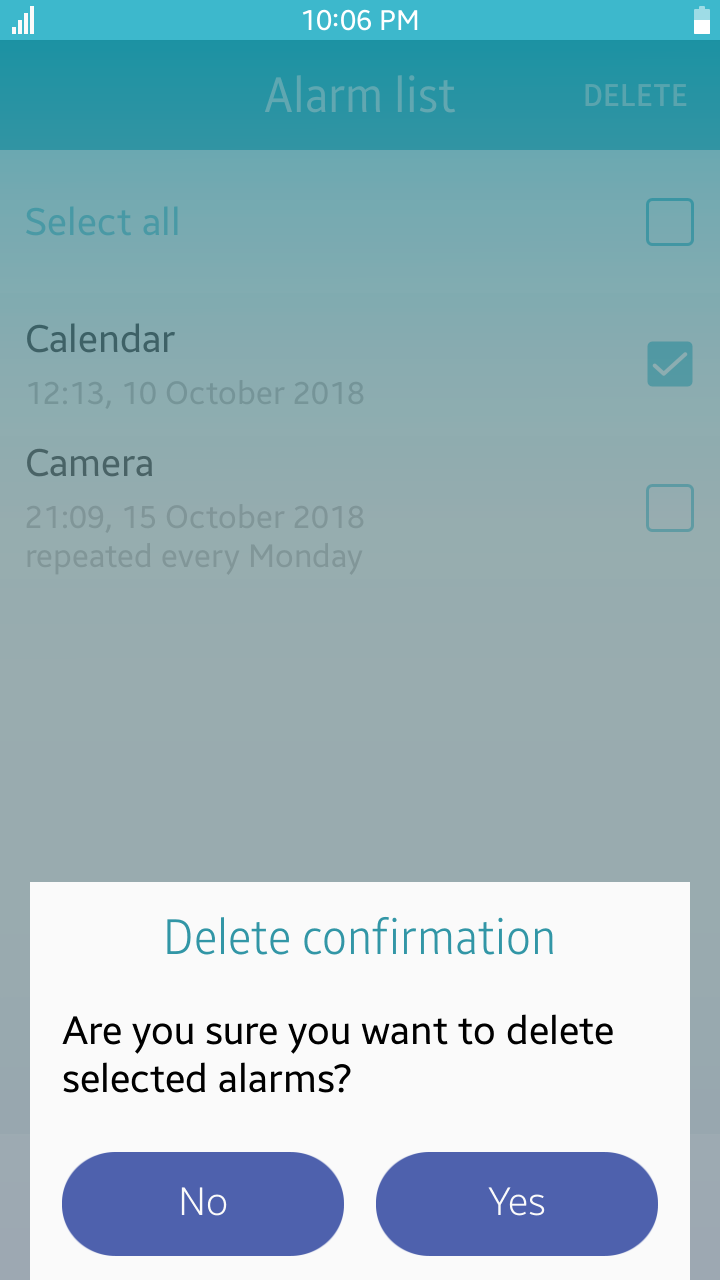 10:06 PM
Alarm list
DELETE
Select all
Calendar
12:13, 10 October 2018
Camera
21:09, 15 October 2018
repeated every Monday
Delete confirmation
Are you sure you want to delete
selected alarms?
No
Yes